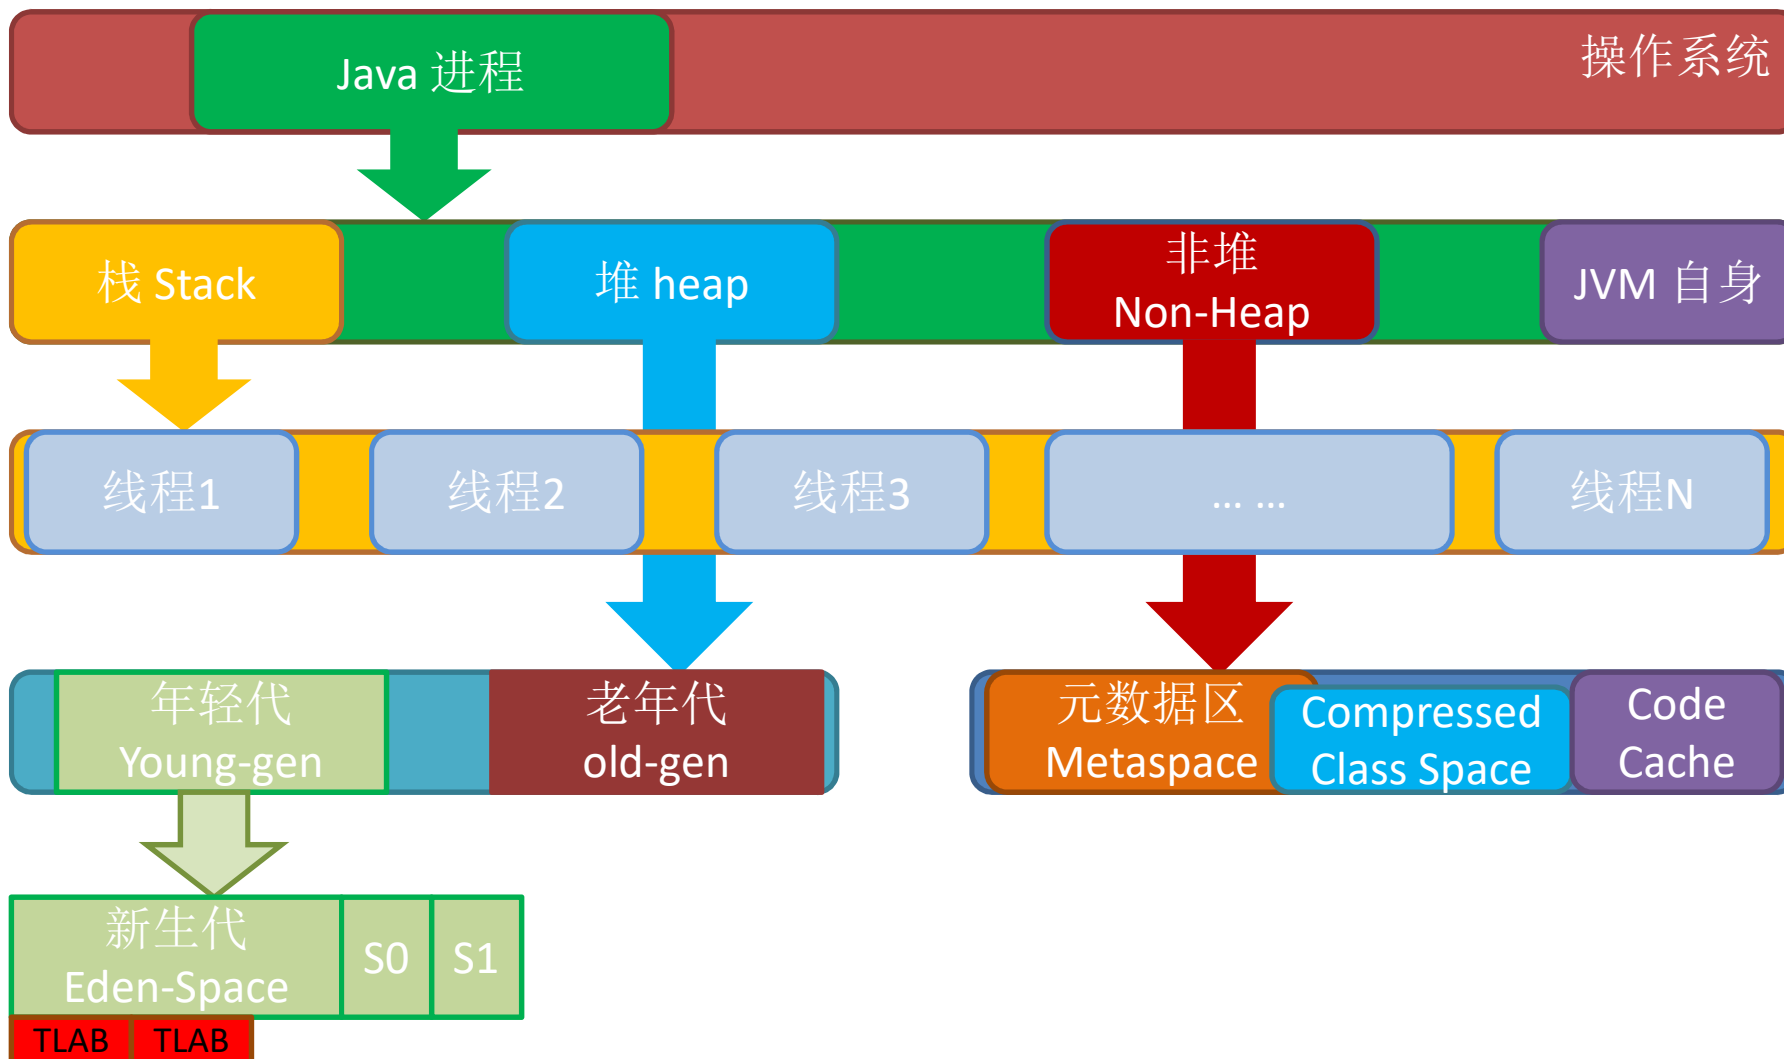 操作系统
Java 进程
栈 Stack
堆 heap
非堆
Non-Heap
JVM 自身
线程1
线程2
线程3
... ...
线程N
年轻代
Young-gen
老年代
old-gen
元数据区
Metaspace
Compressed
Class Space
Code
Cache
新生代
Eden-Space
S0
S1
TLAB
TLAB